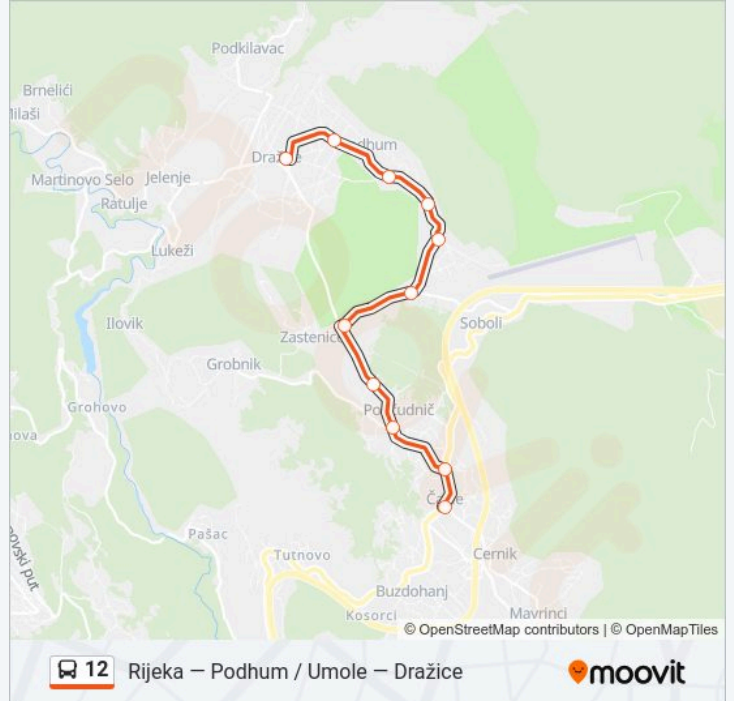 Podkilavac
Brnelići
Milaši
Martinovo Selo
Jelenje
Ratulje
Lukeži
Ilovik
Zastenice
Soboli
Grobnik
Grohovo
Pašac
Tutnovo
Cernik
Buzdohanj
Kosorci
Mavrinci
© OpenStreetMap contributors | © OpenMapTiles
12 Rijeka — Podhum / Umole — Dražice moovit